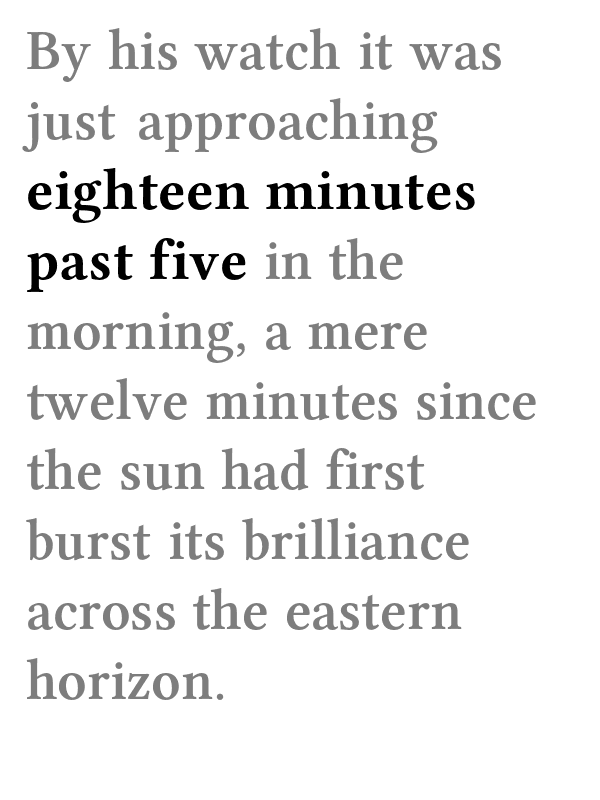 By his watch it was
just approaching
eighteen minutes
past five in the
morning, a mere
twelve minutes since
the sun had first
burst its brilliance
across the eastern
horizon.